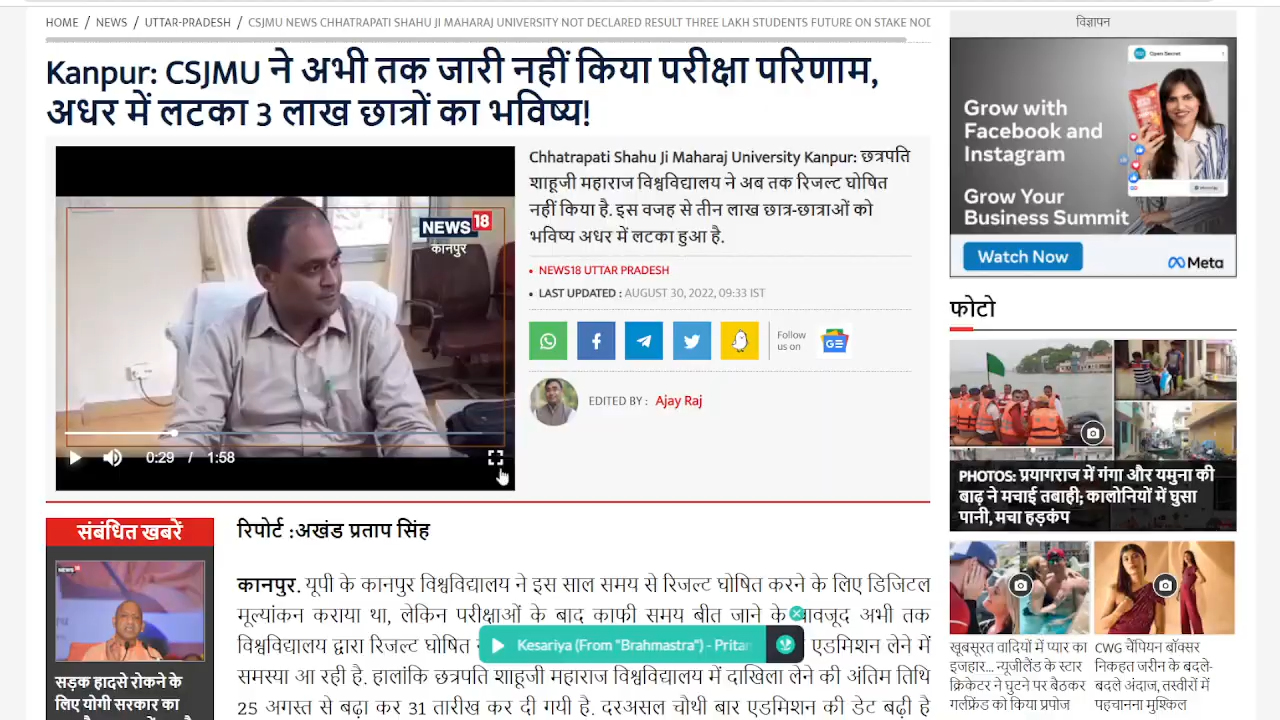 HOME / NEWS / UTTAR-PRADESH / CSJMU NEWS CHHATRAPATI SHAHU JI MAHARAJ UNIVERSITY NOT DECLARED RESULT THREE LAKH STUDENTS FUTURE ON STAKE
Kanpur: CSJMU ने अभी तक जारी नहीं किया परीक्षा परिणाम,
अधर में लटका 3 लाख छात्रों का भविष्य!
NEWS 18
कानपुर
0:29 / 1:58
Chhatrapati Shahu Ji Maharaj University Kanpur: छत्रपति
शाहूजी महाराज विश्वविद्यालय ने अब तक रिजल्ट घोषित
नहीं किया है. इस वजह से तीन लाख छात्र-छात्राओं को
भविष्य अधर में लटका हुआ है.
NEWS18 UTTAR PRADESH
LAST UPDATED : AUGUST 30, 2022, 09:33 IST
Follow
us on
GE
EDITED BY : Ajay Raj
संबंधित खबरें
NEWS18
सड़क हादसे रोकने के
लिए योगी सरकार का
रिपोर्ट :अखंड प्रताप सिंह
कानपुर. यूपी के कानपुर विश्वविद्यालय ने इस साल समय से रिजल्ट घोषित करने के लिए डिजिटल
मूल्यांकन कराया था, लेकिन परीक्षाओं के बाद काफी समय बीत जाने के बावजूद अभी तक
विश्वविद्यालय द्वारा रिजल्ट घोषित एडमिशन लेने में
Kesariya (From "Brahmastra") - Pritam
समस्या आ रही है. हालांकि छत्रपति शाहूजी महाराज विश्वविद्यालय में दाखिला लेने की अंतिम तिथि
25 अगस्त से बढ़ा कर 31 तारीख कर दी गयी है. दरअसल चौथी बार एडमिशन की डेट बढ़ी है
विज्ञापन
Open Secret
Grow with
Facebook and
Instagram
Grow Your
Business Summit
Watch Now
Meta
फोटो
PHOTOS: प्रयागराज में गंगा और यमुना की
बाढ़ ने मचाई तबाही; कालोनियों में घुसा
पानी, मचा हड़कंप
खूबसूरत वादियों में प्यार का
इजहार... न्यूजीलैंड के स्टार
क्रिकेटर ने घुटने पर बैठकर
गर्लफ्रेंड को किया प्रपोज
CWG चैंपियन बॉक्सर
निकहत जरीन के बदले-
बदले अंदाज, तस्वीरों में
पहचानना मुश्किल